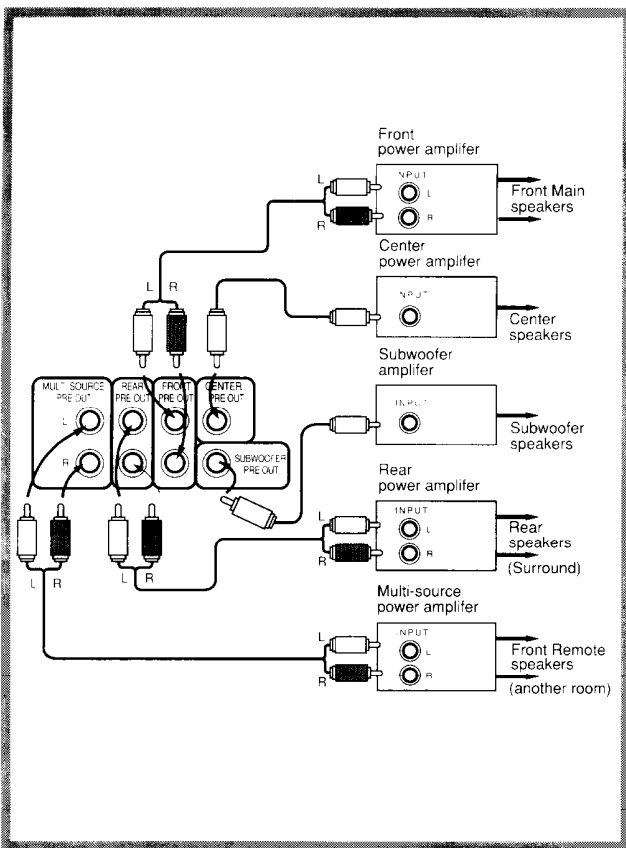 Front
power amplifer
L
R
INPUT
L
R
Front Main
speakers
Center
power amplifer
INPUT
Center
speakers
L R
Subwoofer
amplifer
INPUT
Subwoofer
speakers
MULTI SOURCE
PRE OUT
L
R
REAR
PRE OUT
FRONT
PRE OUT
CENTER
PRE OUT
SUBWOOFER
PRE OUT
Rear
power amplifer
L
R
INPUT
L
R
Rear
speakers
(Surround)
L R
L R
Multi-source
power amplifer
L
R
INPUT
L
R
Front Remote
speakers
(another room)